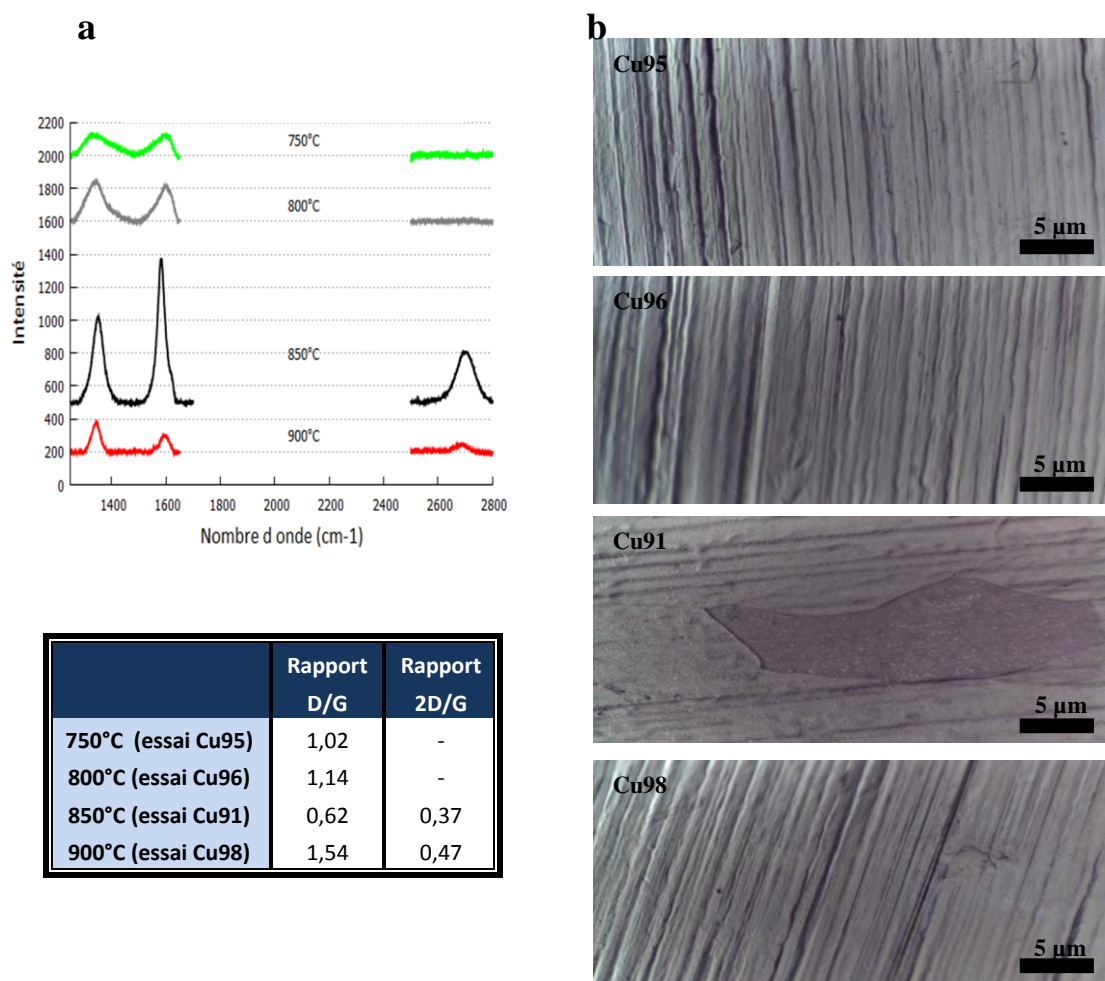 a
b
2200
2000
1800
1600
1400
1200
1000
800
600
400
200
0
Intensité
750°C
800°C
850°C
900°C
1400 1600 1800 2000 2200 2400 2600 2800
Nombre d onde (cm-1)
Rapport D/G
Rapport 2D/G
750°C (essai Cu95) 1,02 -
800°C (essai Cu96) 1,14 -
850°C (essai Cu91) 0,62 0,37
900°C (essai Cu98) 1,54 0,47
Cu95
5 µm
Cu96
5 µm
Cu91
5 µm
Cu98
5 µm